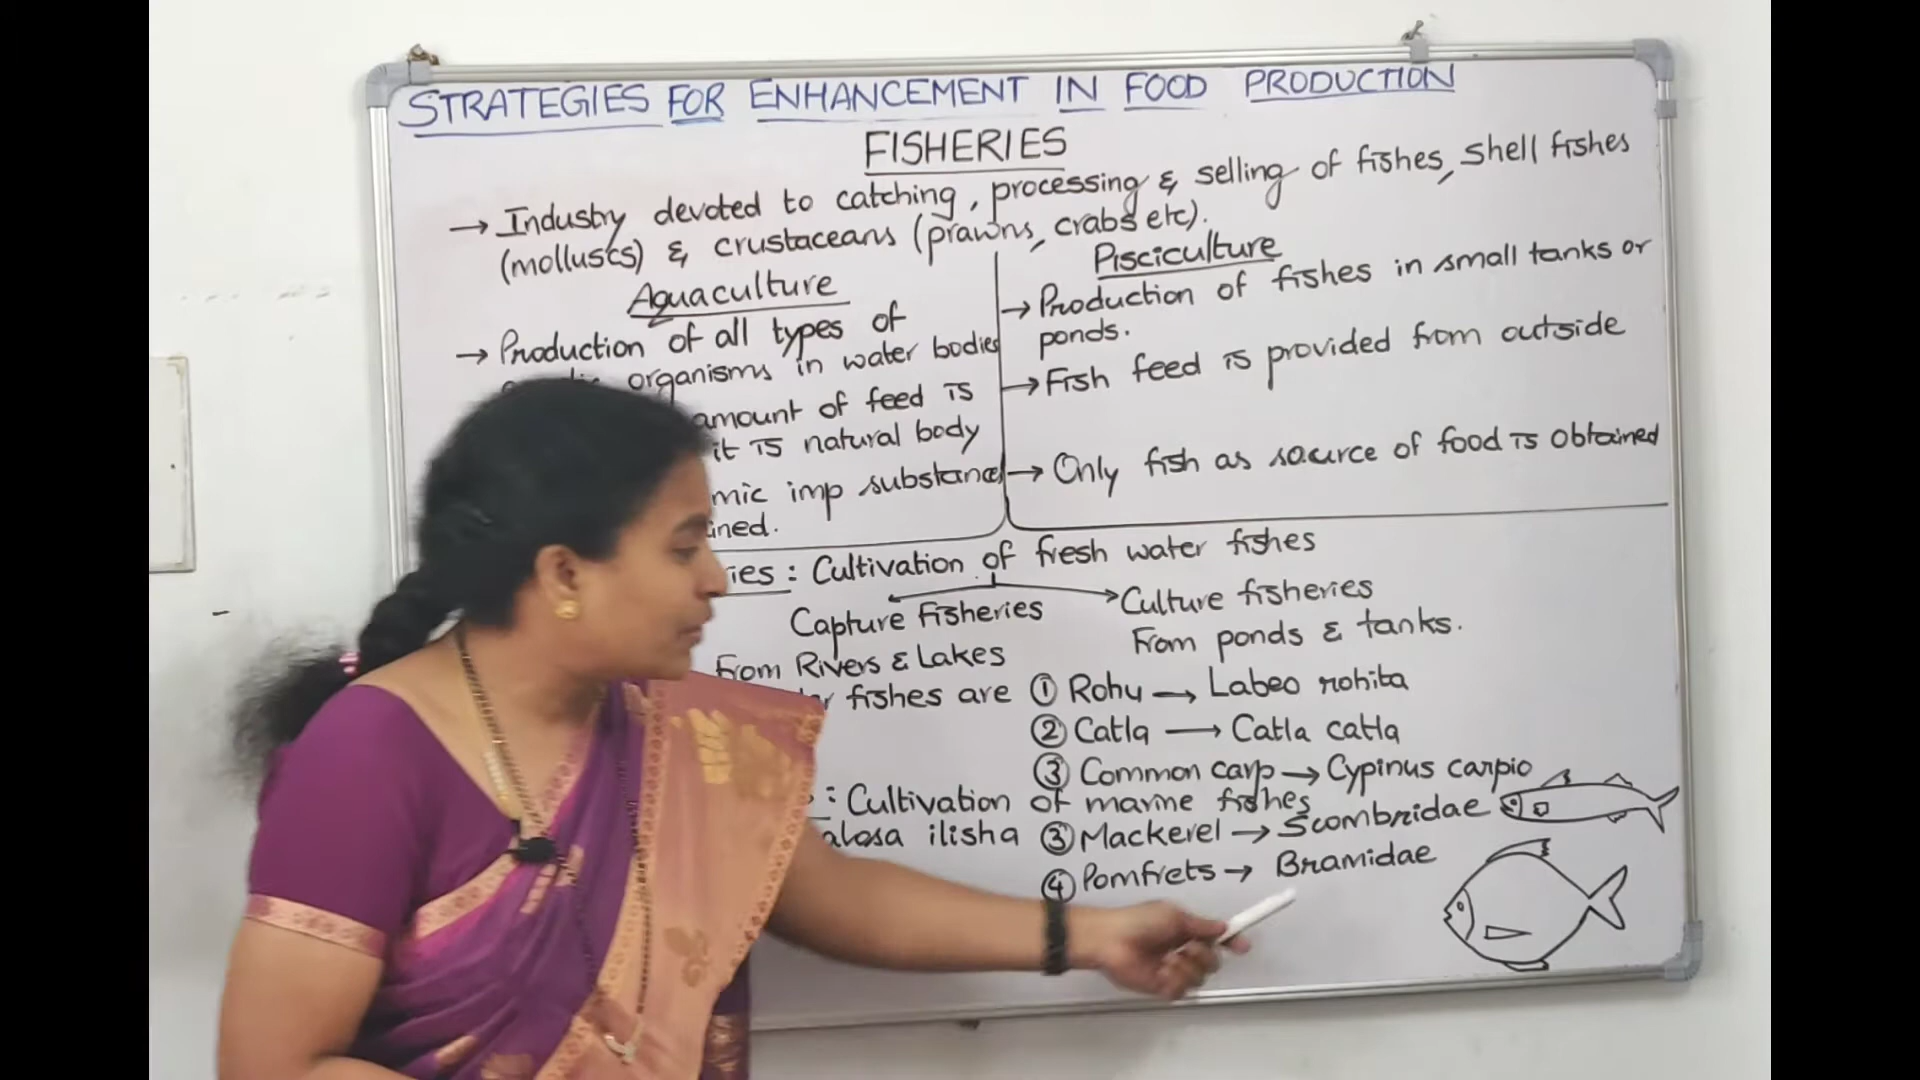 STRATEGIES FOR ENHANCEMENT IN FOOD PRODUCTION
FISHERIES
→ Industry devoted to catching, processing & selling of fishes, shell fishes
(molluscs) & crustaceans (prawns, crabs etc).
Aquaculture
→ Production of all types of
organisms in water bodies
amount of feed is
it is natural body
mic imp substances
ined.
Pisciculture
→ Production of fishes in small tanks or
ponds.
→ Fish feed is provided from outside
→ Only fish as source of food is obtained
ies : Cultivation of fresh water fishes
Capture Fisheries
From Rivers & Lakes
Culture fisheries
From ponds & tanks.
fishes are ① Rohu → Labeo rohita
② Catla → Catla catla
③ Common carp → Cypinus carpio
: Cultivation of marine fishes
alosa ilisha ③ Mackerel → Scombridae
④ Pomfrets → Bramidae